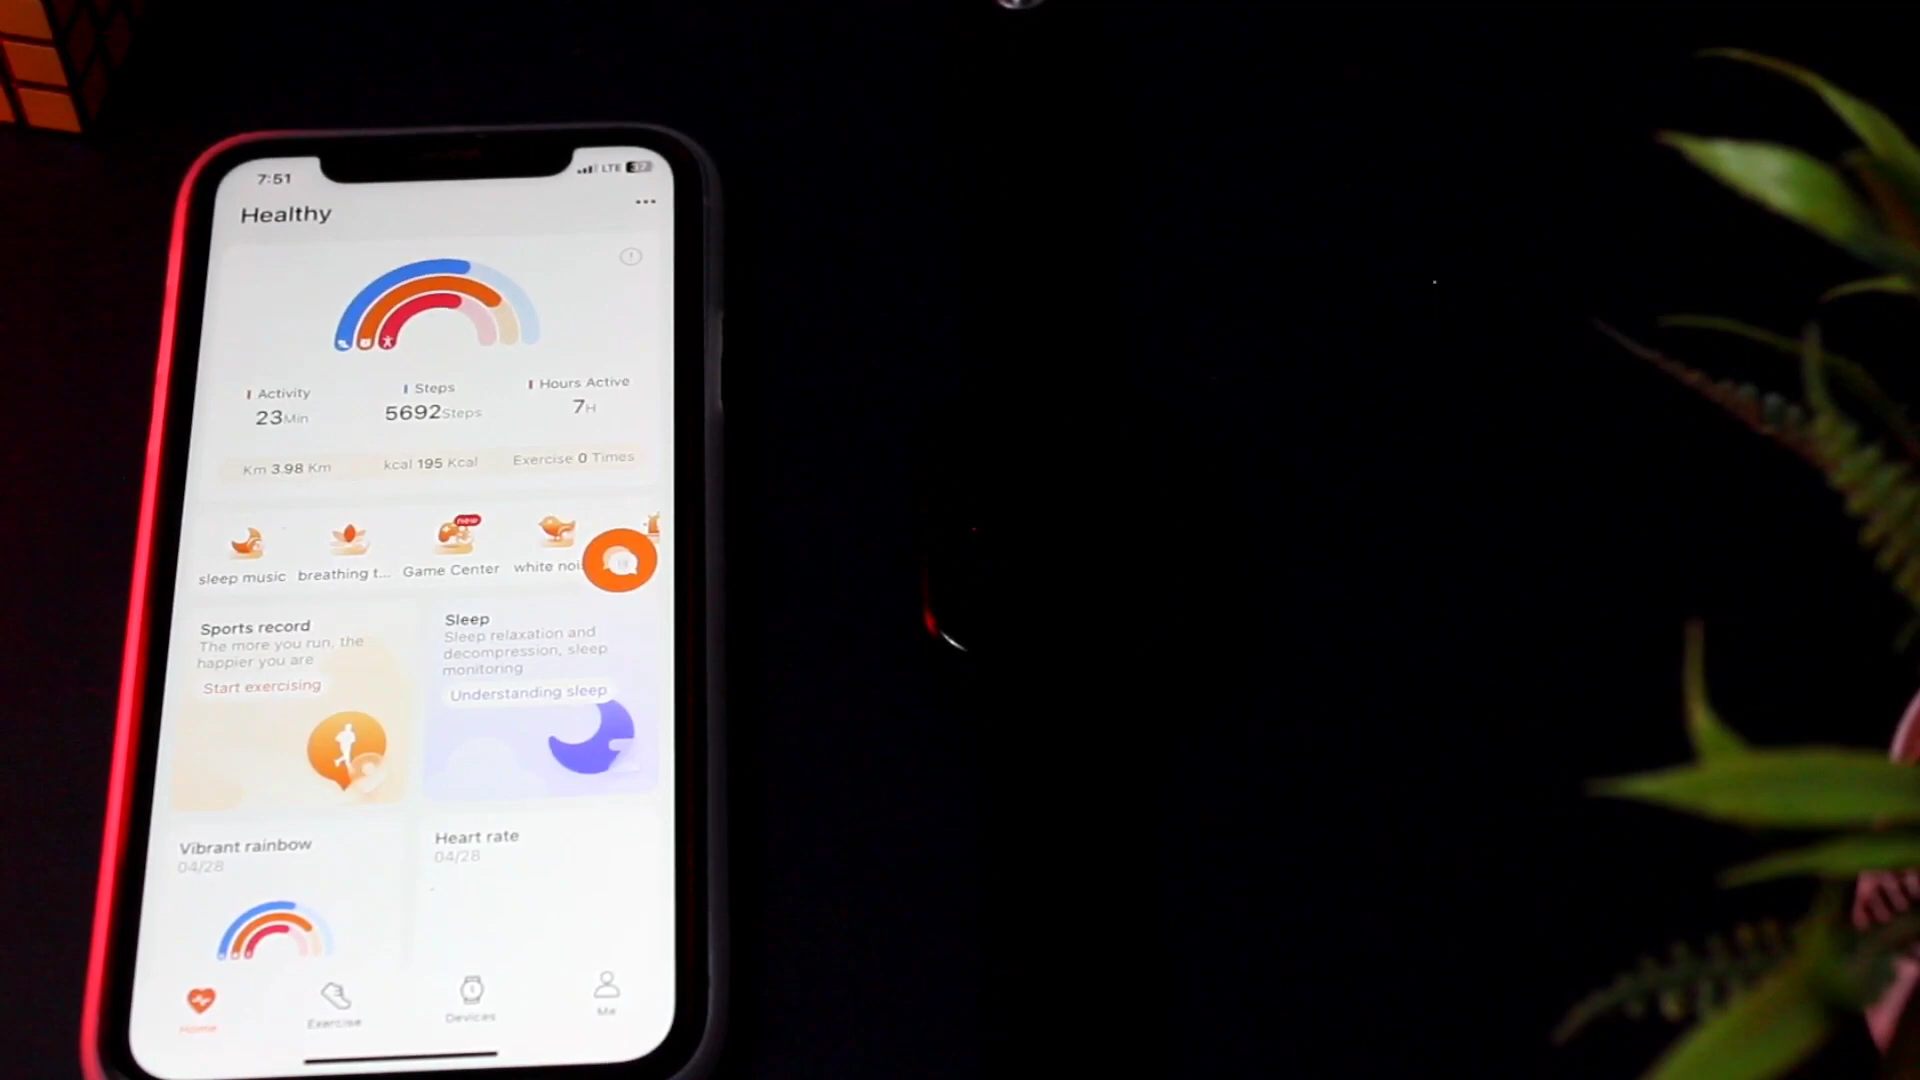 7:51
LTE 37
Healthy
Activity
23Min
Steps
5692Steps
Hours Active
7H
Km 3.98 Km
kcal 195 Kcal
Exercise 0 Times
new
sleep music
breathing t...
Game Center
white noi
Sports record
The more you run, the
happier you are
Start exercising
Sleep
Sleep relaxation and
decompression, sleep
monitoring
Understanding sleep
Vibrant rainbow
04/28
Heart rate
04/28
Home
Exercise
Devices
Me